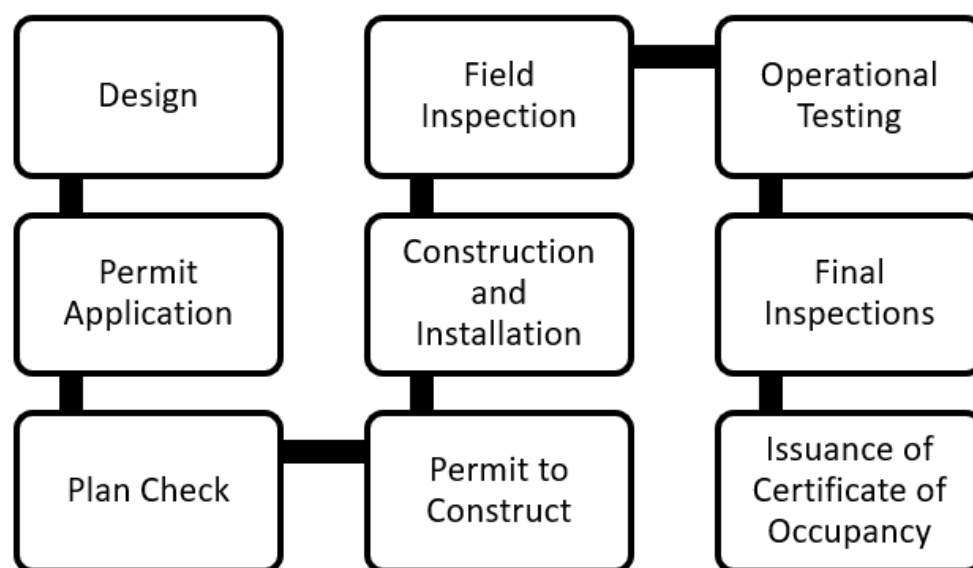 Design
Permit
Application
Plan Check
Permit to
Construct
Construction
and
Installation
Field
Inspection
Operational
Testing
Final
Inspections
Issuance of
Certificate of
Occupancy